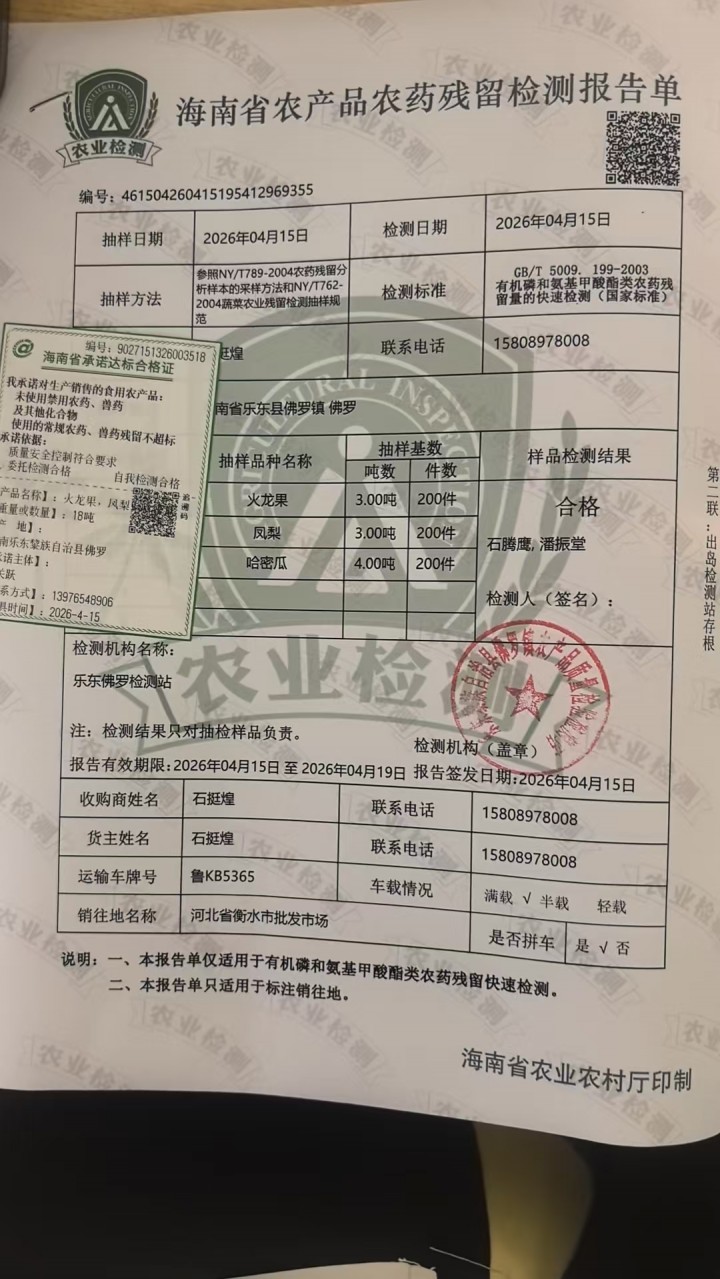 海南省农产品农药残留检测报告单
农业检测
编号：461504260415195412969355
抽样日期 2026年04月15日 检测日期 2026年04月15日
抽样方法 参照NY/T789-2004农药残留分析样本的采样方法和NY/T762-2004蔬菜农业残留检测抽样规范 检测标准 GB/T 5009. 199-2003 有机磷和氨基甲酸酯类农药残留量的快速检测（国家标准）
挺煌 联系电话 15808978008
南省乐东县佛罗镇 佛罗
抽样品种名称 抽样基数 样品检测结果
吨数 件数
火龙果 3.00吨 200件 合格
凤梨 3.00吨 200件
石腾鹰, 潘振堂
哈密瓜 4.00吨 200件
检测人（签名）：
检测机构名称：
乐东佛罗检测站
农业检测
注：检测结果只对抽检样品负责。
检测机构（盖章）
报告有效期限:2026年04月15日 至 2026年04月19日 报告签发日期:2026年04月15日
收购商姓名 石挺煌 联系电话 15808978008
货主姓名 石挺煌 联系电话 15808978008
运输车牌号 鲁KB5365 车载情况 满载 √ 半载 轻载
销往地名称 河北省衡水市批发市场 是否拼车 是 √ 否
说明：一、本报告单仅适用于有机磷和氨基甲酸酯类农药残留快速检测。
二、本报告单只适用于标注销往地。
海南省农业农村厅印制
第二联：出岛检测站存根
编号：9027151326003518
海南省承诺达标合格证
我承诺对生产销售的食用农产品：
未使用禁用农药、兽药
及其他化合物
使用的常规农药、兽药残留不超标
承诺依据：
质量安全控制符合要求
委托检测合格 自我检测合格
产品名称】：火龙果，凤梨
重量或数量】：18吨
产 地】：
南乐东黎族自治县佛罗
诺主体】：
跃
系方式】：13976548906
具时间】：2026-4-15
追溯码